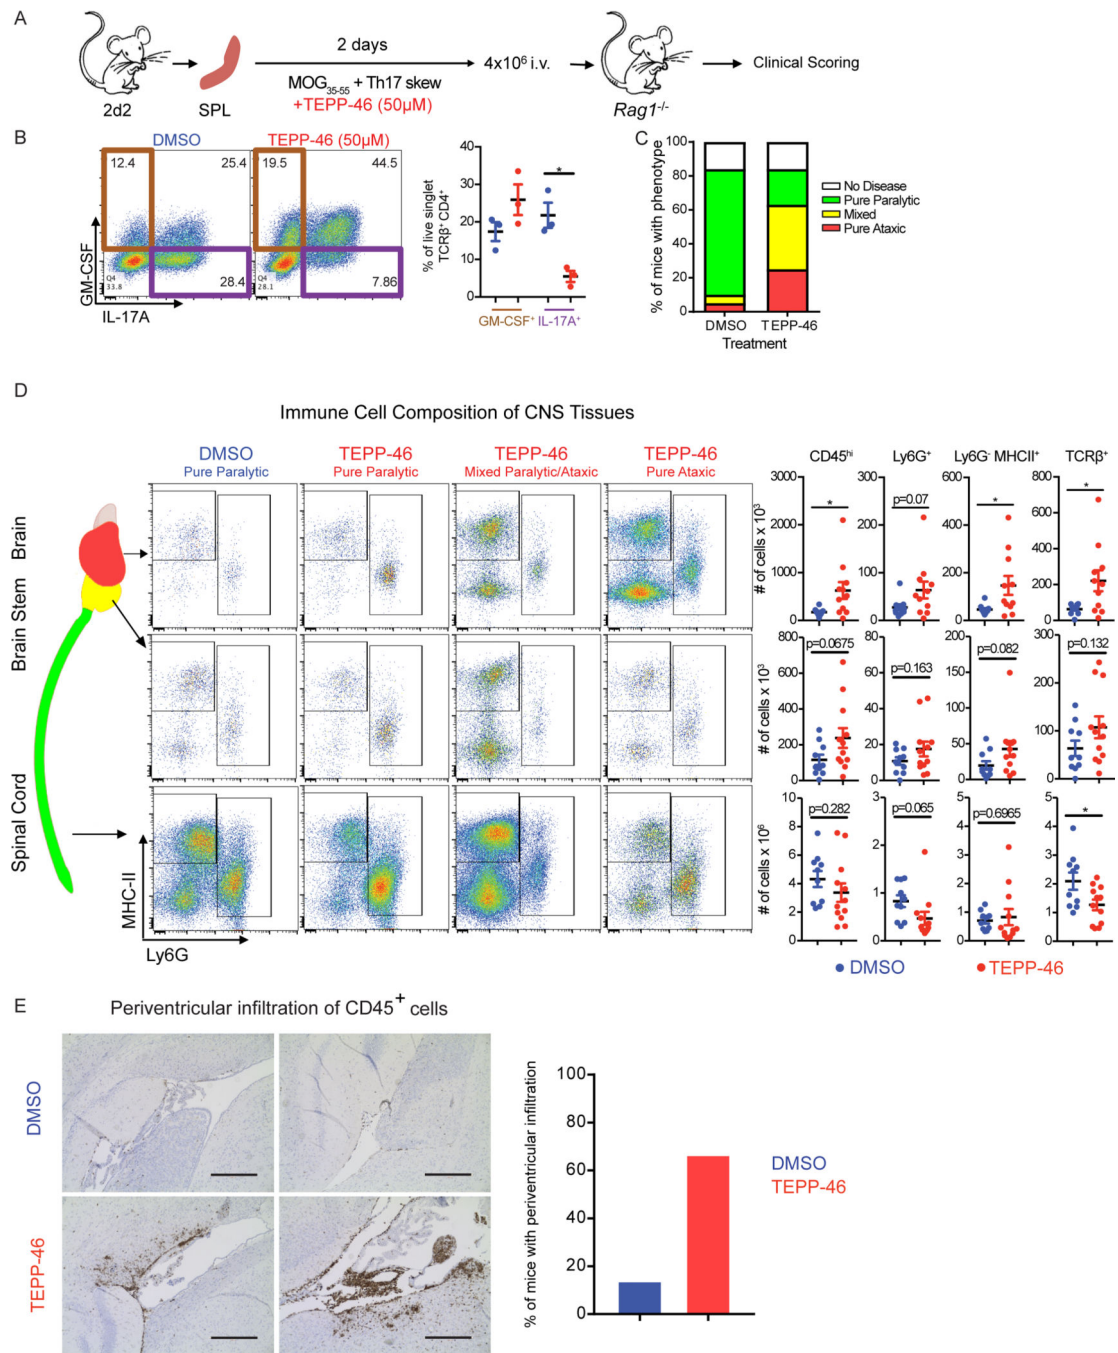 A
2 days
MOG35-55 + Th17 skew
+TEPP-46 (50µM)
4x10⁶ i.v.
Clinical Scoring
2d2
SPL
Rag1-/-
B
DMSO
TEPP-46 (50µM)
12.4
25.4
19.5
44.5
Q4
33.8
28.4
Q4
28.1
7.86
GM-CSF
IL-17A
% of live singlet
TCRβ⁺ CD4⁺
40
30
20
10
0
*
GM-CSF⁺
IL-17A⁺
C
% of mice with phenotype
100
80
60
40
20
0
DMSO
TEPP-46
Treatment
No Disease
Pure Paralytic
Mixed
Pure Ataxic
D
Immune Cell Composition of CNS Tissues
DMSO
Pure Paralytic
TEPP-46
Pure Paralytic
TEPP-46
Mixed Paralytic/Ataxic
TEPP-46
Pure Ataxic
Brain
Brain Stem
Spinal Cord
MHC-II
Ly6G
CD45hi
Ly6G⁺
Ly6G⁻ MHCII⁺
TCRβ⁺
# of cells x 10³
3000
2000
1000
0
*
300
200
100
0
p=0.07
600
400
200
0
*
800
600
400
200
0
*
# of cells x 10³
800
600
400
200
0
p=0.0675
80
60
40
20
0
p=0.163
200
150
100
50
0
p=0.082
300
200
100
0
p=0.132
# of cells x 10⁶
10
8
6
4
2
0
p=0.282
3
2
1
0
p=0.065
5
4
3
2
1
0
p=0.6965
5
4
3
2
1
0
*
DMSO
TEPP-46
E
Periventricular infiltration of CD45⁺ cells
DMSO
TEPP-46
% of mice with periventricular infiltration
100
80
60
40
20
0
DMSO
TEPP-46